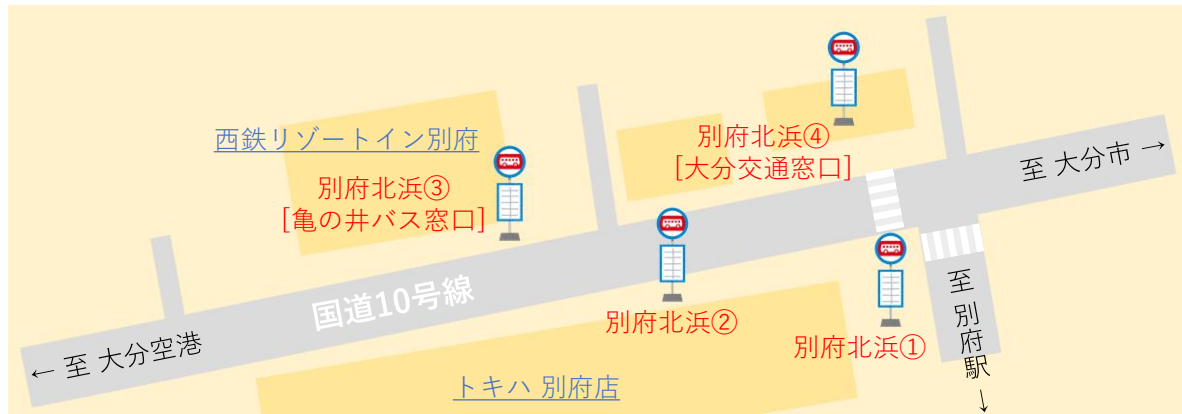 西鉄リゾートイン別府
別府北浜③
[亀の井バス窓口]
別府北浜④
[大分交通窓口]
至 大分市 →
国道10号線
別府北浜②
別府北浜①
至 別府駅 →
← 至 大分空港
トキハ 別府店